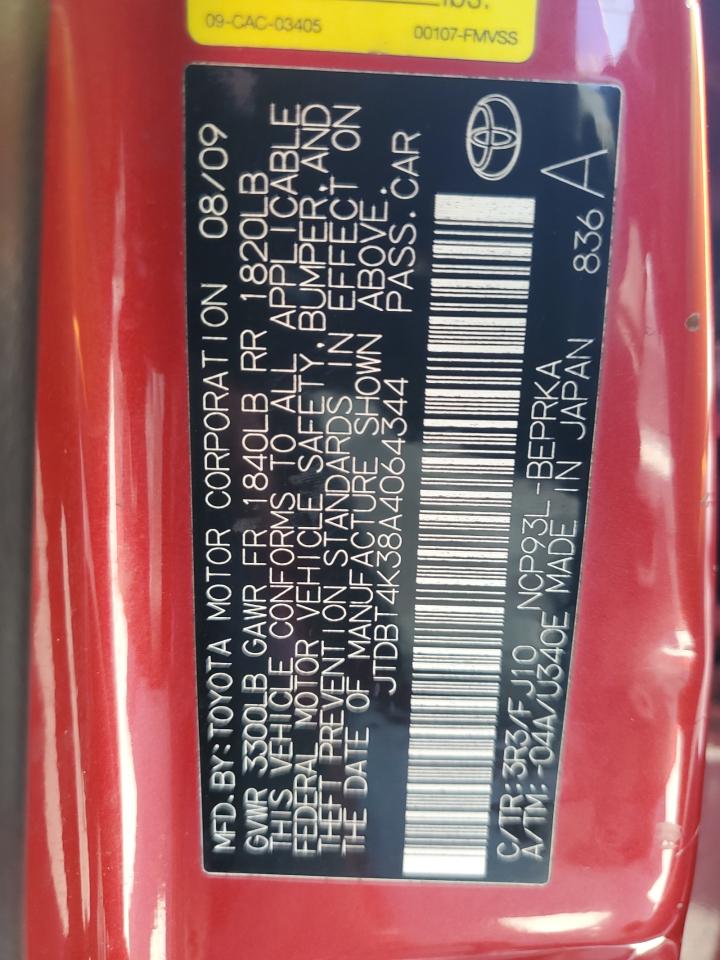 lbs.
09-CAC-03405 00107-FMVSS
MFD. BY: TOYOTA MOTOR CORPORATION 08/09
GVWR 3300LB GAWR FR 1840LB RR 1820LB
THIS VEHICLE CONFORMS TO ALL APPLICABLE
FEDERAL MOTOR VEHICLE SAFETY, BUMPER, AND
THEFT PREVENTION STANDARDS IN EFFECT ON
THE DATE OF MANUFACTURE SHOWN ABOVE.
JTDBT4K38A4064344 PASS. CAR
C/TR: 3R3/FJ10 NCP93L-BEPRKA
A/TM: -04A/U340E MADE IN JAPAN 836 A